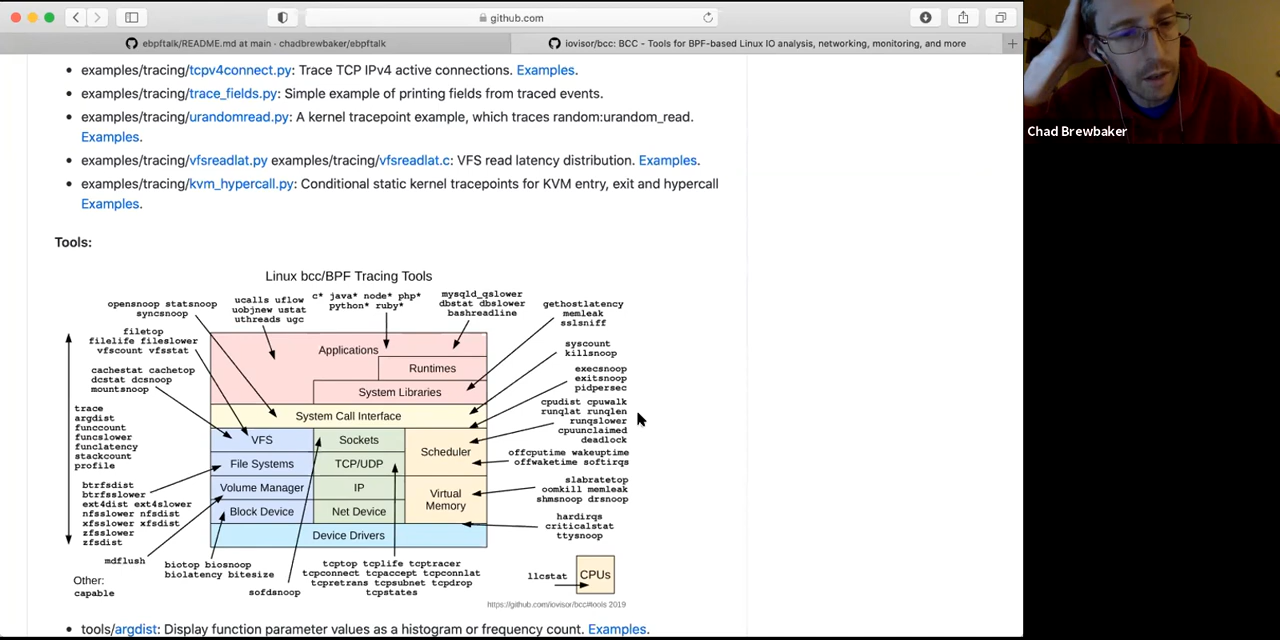 github.com
ebpftalk/README.md at main · chadbrewbaker/ebpftalk
iovisor/bcc: BCC - Tools for BPF-based Linux IO analysis, networking, monitoring, and more
Chad Brewbaker
• examples/tracing/tcpv4connect.py: Trace TCP IPv4 active connections. Examples.
• examples/tracing/trace_fields.py: Simple example of printing fields from traced events.
• examples/tracing/urandomread.py: A kernel tracepoint example, which traces random:urandom_read.
Examples.
• examples/tracing/vfsreadlat.py examples/tracing/vfsreadlat.c: VFS read latency distribution. Examples.
• examples/tracing/kvm_hypercall.py: Conditional static kernel tracepoints for KVM entry, exit and hypercall
Examples.
Tools:
Linux bcc/BPF Tracing Tools
opensnoop statsnoop
syncsnoop
ucalls uflow
uobjnew ustat
uthreads ugc
c* java* node* php*
python* ruby*
mysqld_qslower
dbstat dbslower
bashreadline
gethostlatency
memleak
sslsniff
filetop
filelife fileslower
vfscount vfsstat
cachestat cachetop
dcstat dcsnoop
mountsnoop
trace
argdist
funccount
funcslower
funclatency
stackcount
profile
btrfsdist
btrfsslower
ext4dist ext4slower
nfsslower nfsdist
xfsslower xfsdist
zfsslower
zfsdist
mdflush
Other:
capable
Applications
Runtimes
System Libraries
System Call Interface
VFS
Sockets
Scheduler
File Systems
TCP/UDP
Volume Manager
IP
Virtual
Memory
Block Device
Net Device
Device Drivers
syscount
killsnoop
execsnoop
exitsnoop
pidpersec
cpudist cpuwalk
runqlat runqlen
runqslower
cpuunclaimed
deadlock
offcputime wakeuptime
offwaketime softirqs
slabratetop
oomkill memleak
shmsnoop drsnoop
hardirqs
criticalstat
ttysnoop
biotop biosnoop
biolatency bitesize
sofdsnoop
tcptop tcplife tcptracer
tcpconnect tcpaccept tcpconnlat
tcpretrans tcpsubnet tcpdrop
tcpstates
llcstat
CPUs
https://github.com/iovisor/bcc#tools 2019
• tools/argdist: Display function parameter values as a histogram or frequency count. Examples.